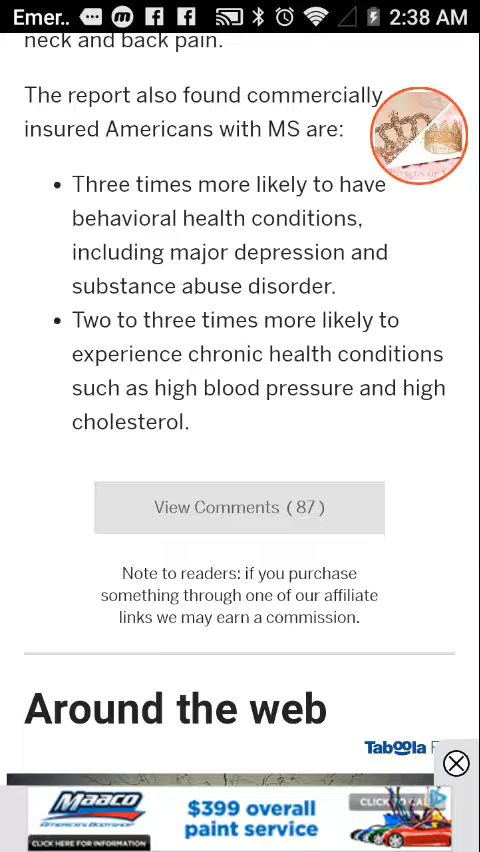 Emer.. 2:38 AM
neck and back pain.
The report also found commercially
insured Americans with MS are:
• Three times more likely to have
behavioral health conditions,
including major depression and
substance abuse disorder.
• Two to three times more likely to
experience chronic health conditions
such as high blood pressure and high
cholesterol.
View Comments (87)
Note to readers: if you purchase
something through one of our affiliate
links we may earn a commission.
Around the web
Taboola
Maaco
$399 overall
paint service
CLICK TO CAL
CLICK HERE FOR INFORMATION